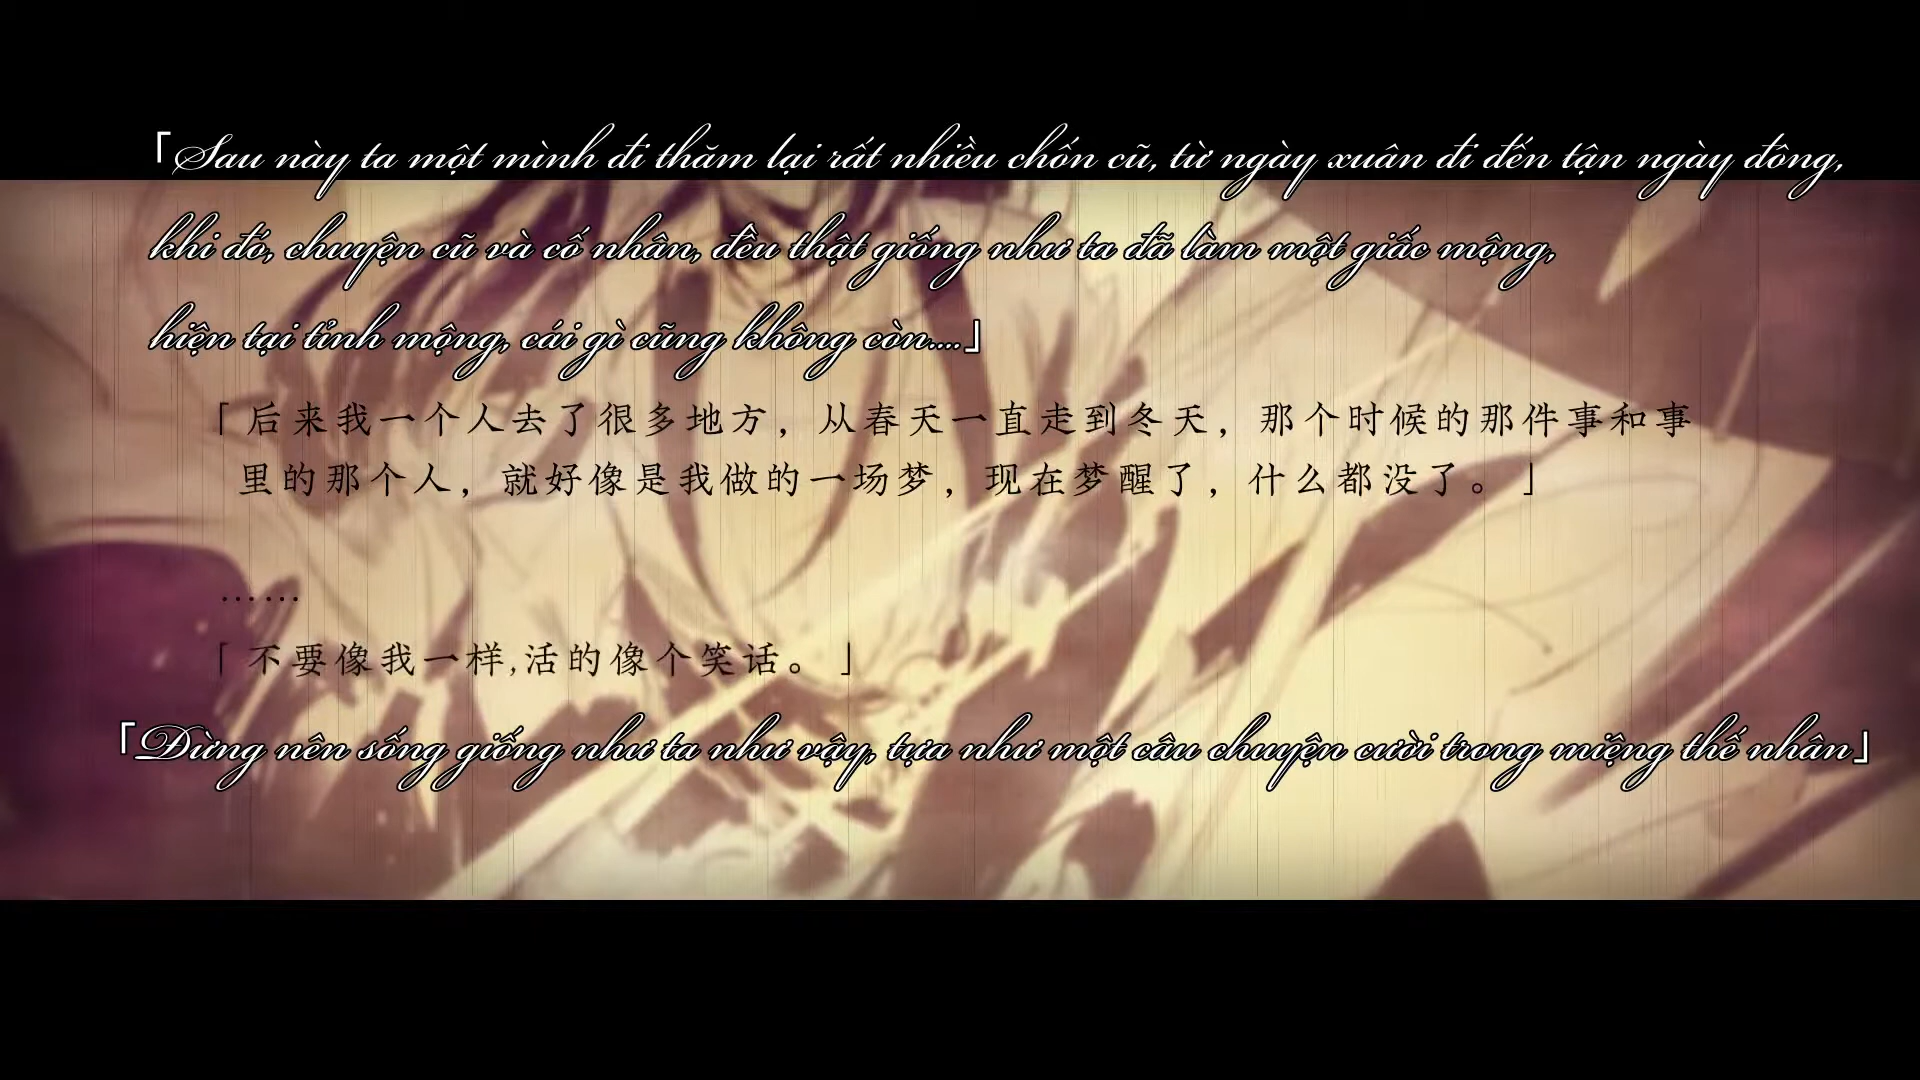 「Sau này ta một mình đi thăm lại rất nhiều chốn cũ, từ ngày xuân đi đến tận ngày đông,
khi đó, chuyện cũ và cố nhân, đều thật giống như ta đã làm một giấc mộng,
hiện tại tỉnh mộng, cái gì cũng không còn....」
「后来我一个人去了很多地方，从春天一直走到冬天，那个时候的那件事和事
里的那个人，就好像是我做的一场梦，现在梦醒了，什么都没了。」
……
「不要像我一样,活的像个笑话。」
「Đừng nên sống giống như ta như vậy, tựa như một câu chuyện cười trong miệng thế nhân」